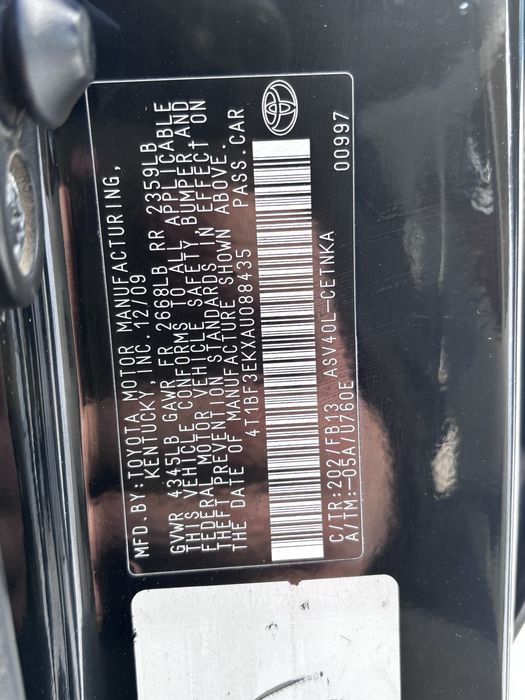 MFD. BY: TOYOTA MOTOR MANUFACTURING,
KENTUCKY, INC. 12/09
GVWR 4345LB GAWR FR 2668LB RR 2359LB
THIS VEHICLE CONFORMS TO ALL APPLICABLE
FEDERAL MOTOR VEHICLE SAFETY, BUMPER AND
THEFT PREVENTION STANDARDS IN EFFECT ON
THE DATE OF MANUFACTURE SHOWN ABOVE.
4T1BF3EKXAU088435 PASS.CAR
C/TR:202/FB13 ASV40L-CETNKA
A/TM:-05A/U760E 00997